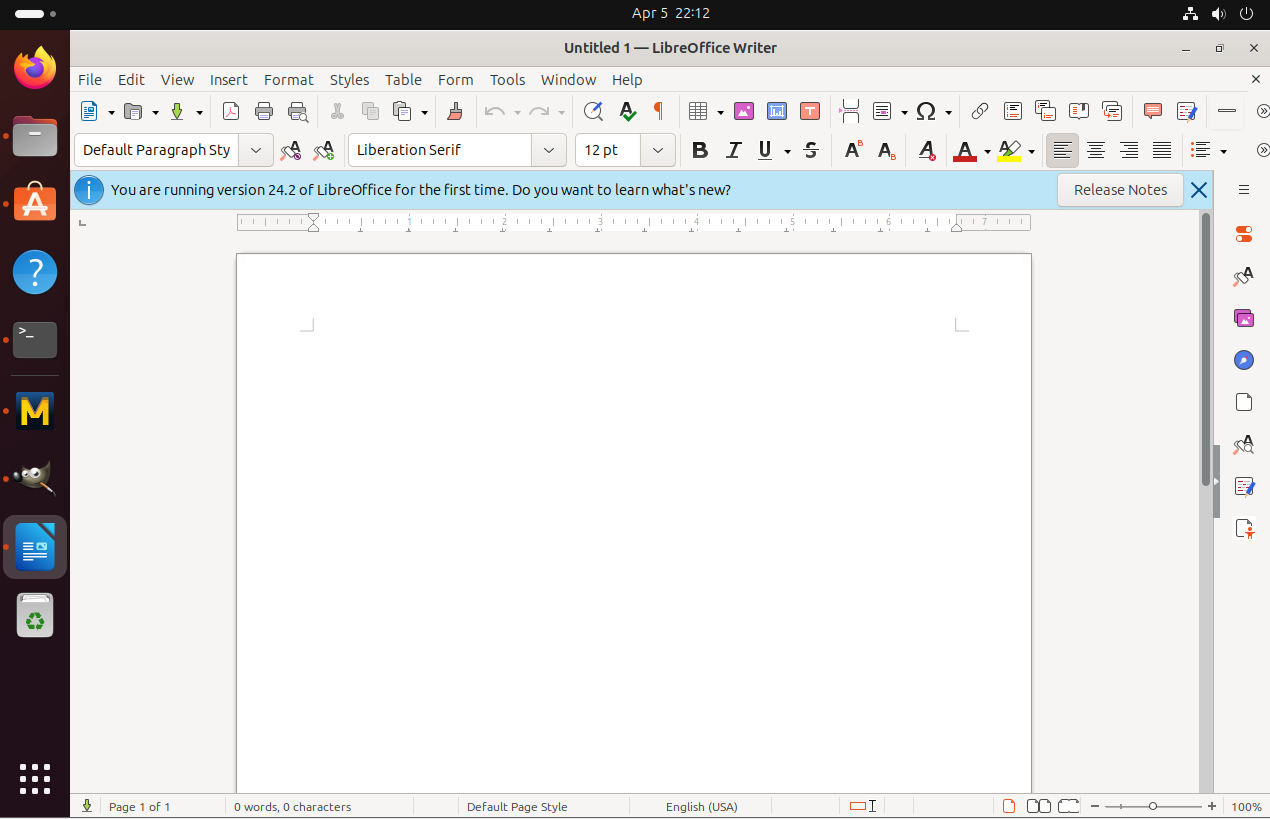 Apr 5 22:12
Untitled 1 — LibreOffice Writer
File Edit View Insert Format Styles Table Form Tools Window Help
Default Paragraph Sty Liberation Serif 12 pt
You are running version 24.2 of LibreOffice for the first time. Do you want to learn what's new? Release Notes
1 2 3 4 5 6 7
Page 1 of 1 0 words, 0 characters Default Page Style English (USA) 100%